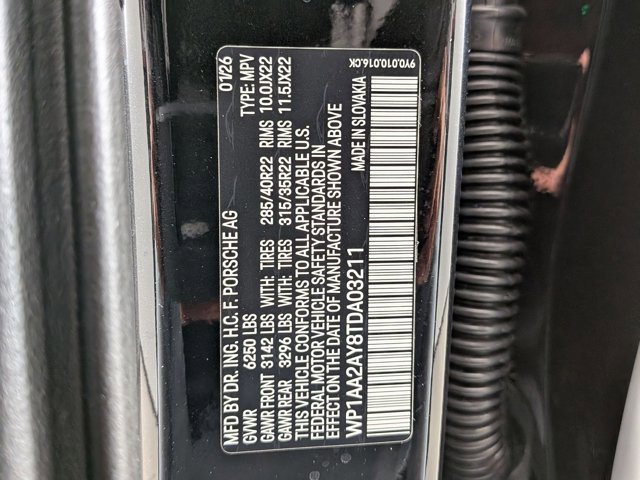 MFD BY DR. ING. H.C. F. PORSCHE AG 01/26
GVWR 6250 LBS TYPE: MPV
GAWR FRONT 3142 LBS WITH: TIRES 285/40R22 RIMS 10.0JX22
GAWR REAR 3296 LBS WITH: TIRES 315/35R22 RIMS 11.5JX22
THIS VEHICLE CONFORMS TO ALL APPLICABLE U.S.
FEDERAL MOTOR VEHICLE SAFETY STANDARDS IN
EFFECT ON THE DATE OF MANUFACTURE SHOWN ABOVE
WP1AA2AY8TDA03211 MADE IN SLOVAKIA
9Y0.010.016.CK